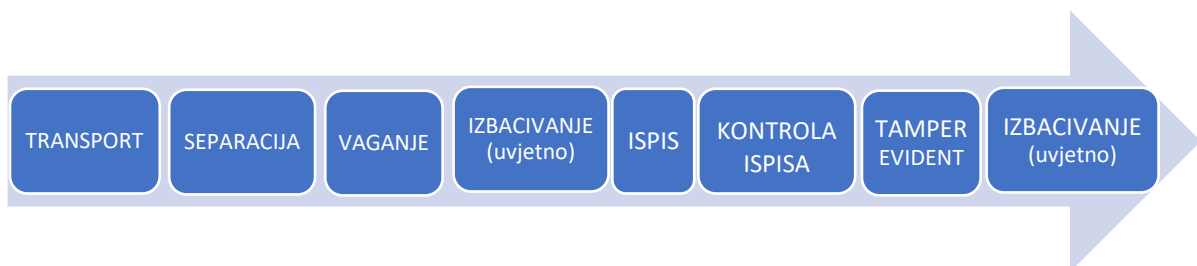 TRANSPORT
SEPARACIJA
VAGANJE
IZBACIVANJE
(uvjetno)
ISPIS
KONTROLA
ISPISA
TAMPER
EVIDENT
IZBACIVANJE
(uvjetno)